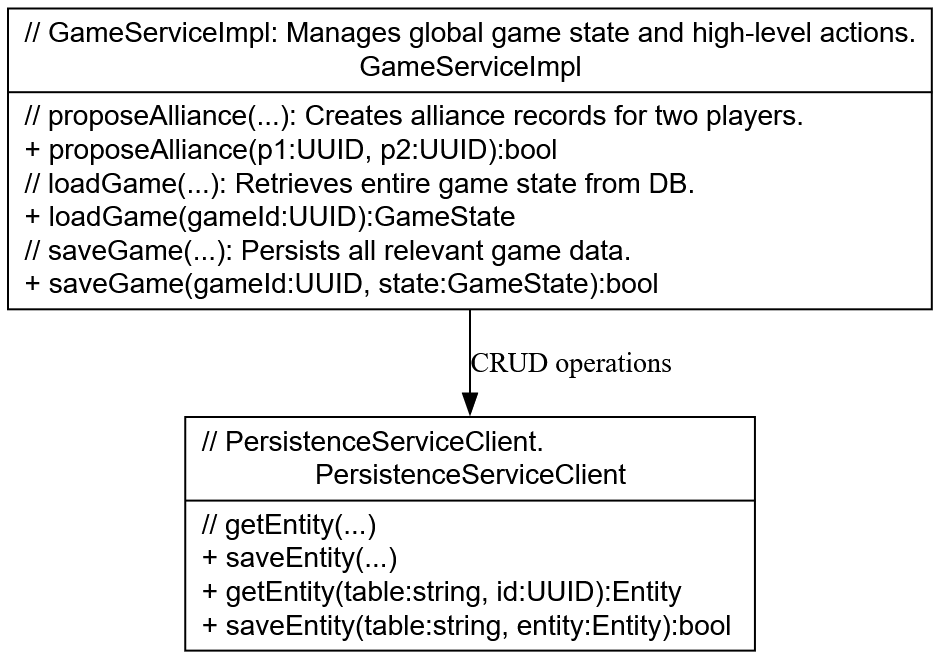 // GameServiceImpl: Manages global game state and high-level actions.
GameServiceImpl
// proposeAlliance(...): Creates alliance records for two players.
+ proposeAlliance(p1:UUID, p2:UUID):bool
// loadGame(...): Retrieves entire game state from DB.
+ loadGame(gameId:UUID):GameState
// saveGame(...): Persists all relevant game data.
+ saveGame(gameId:UUID, state:GameState):bool
CRUD operations
// PersistenceServiceClient.
PersistenceServiceClient
// getEntity(...)
+ saveEntity(...)
+ getEntity(table:string, id:UUID):Entity
+ saveEntity(table:string, entity:Entity):bool